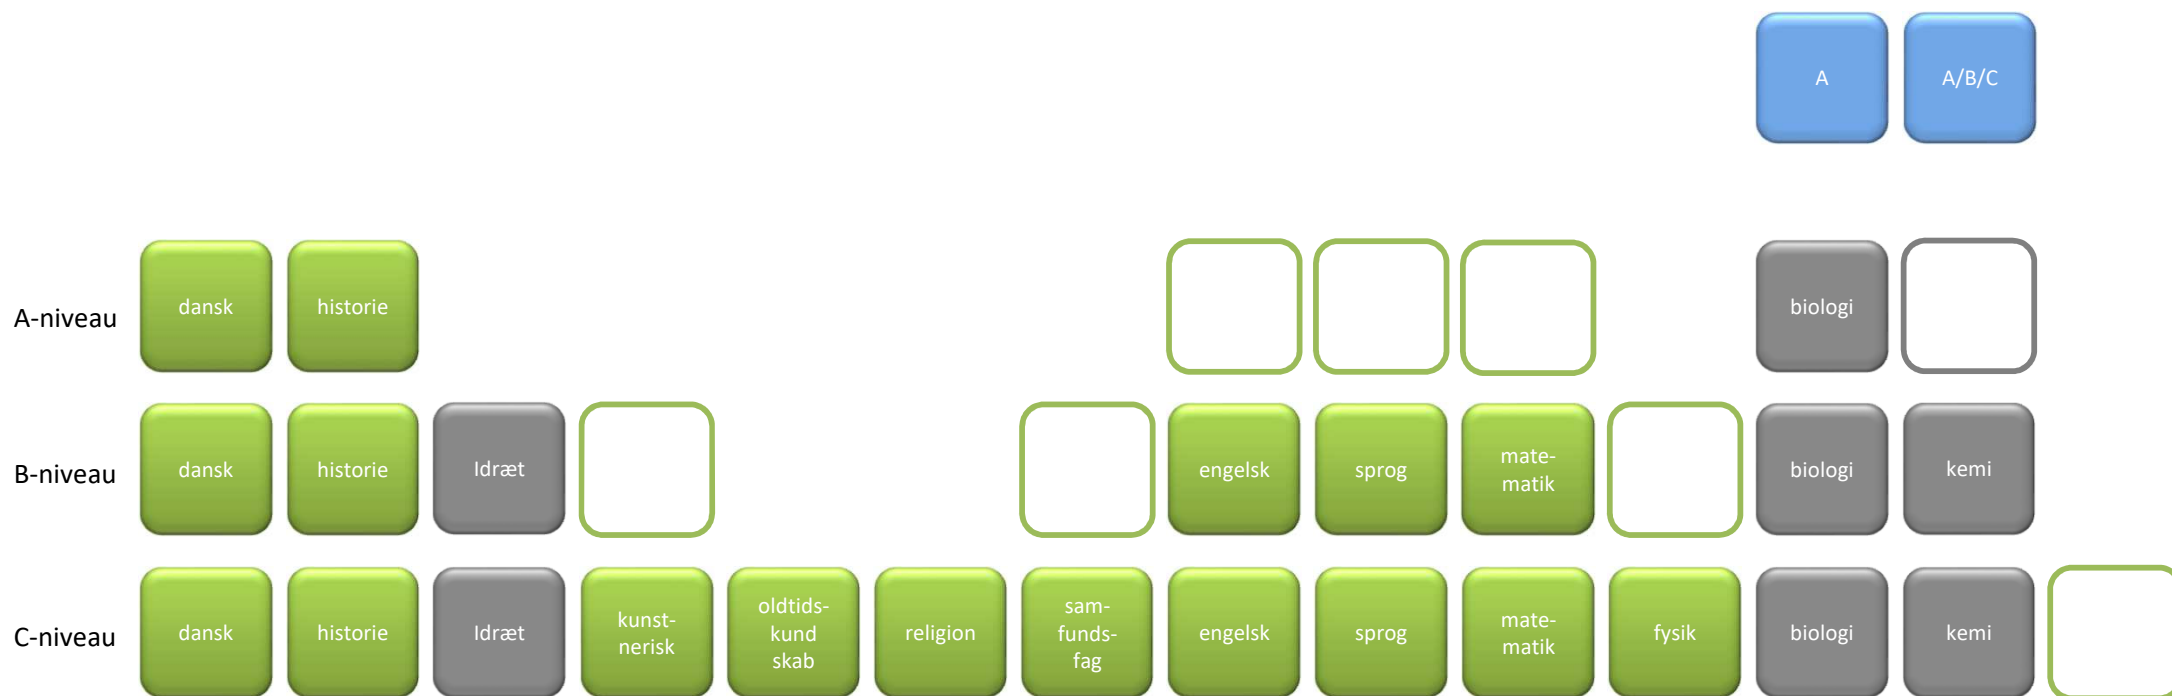 A
A/B/C
A-niveau
dansk
historie
biologi
B-niveau
dansk
historie
Idræt
engelsk
sprog
mate-
matik
biologi
kemi
C-niveau
dansk
historie
Idræt
kunst-
nerisk
oldtids-
kund
skab
religion
sam-
funds-
fag
engelsk
sprog
mate-
matik
fysik
biologi
kemi